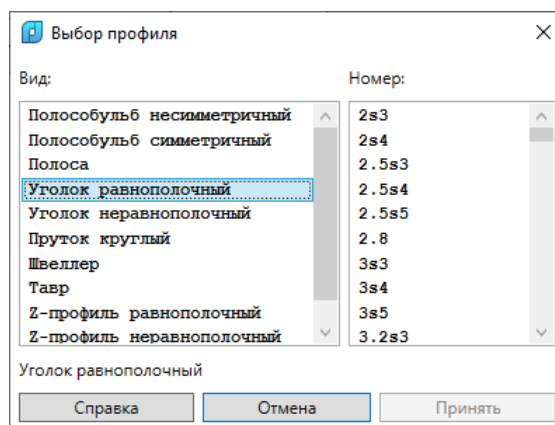 Выбор профиля
Вид:
Номер:
Полособульб несимметричный
Полособульб симметричный
Полоса
Уголок равнополочный
Уголок неравнополочный
Пруток круглый
Швеллер
Тавр
Z-профиль равнополочный
Z-профиль неравнополочный
2s3
2s4
2.5s3
2.5s4
2.5s5
2.8
3s3
3s4
3s5
3.2s3
Уголок равнополочный
Справка
Отмена
Принять